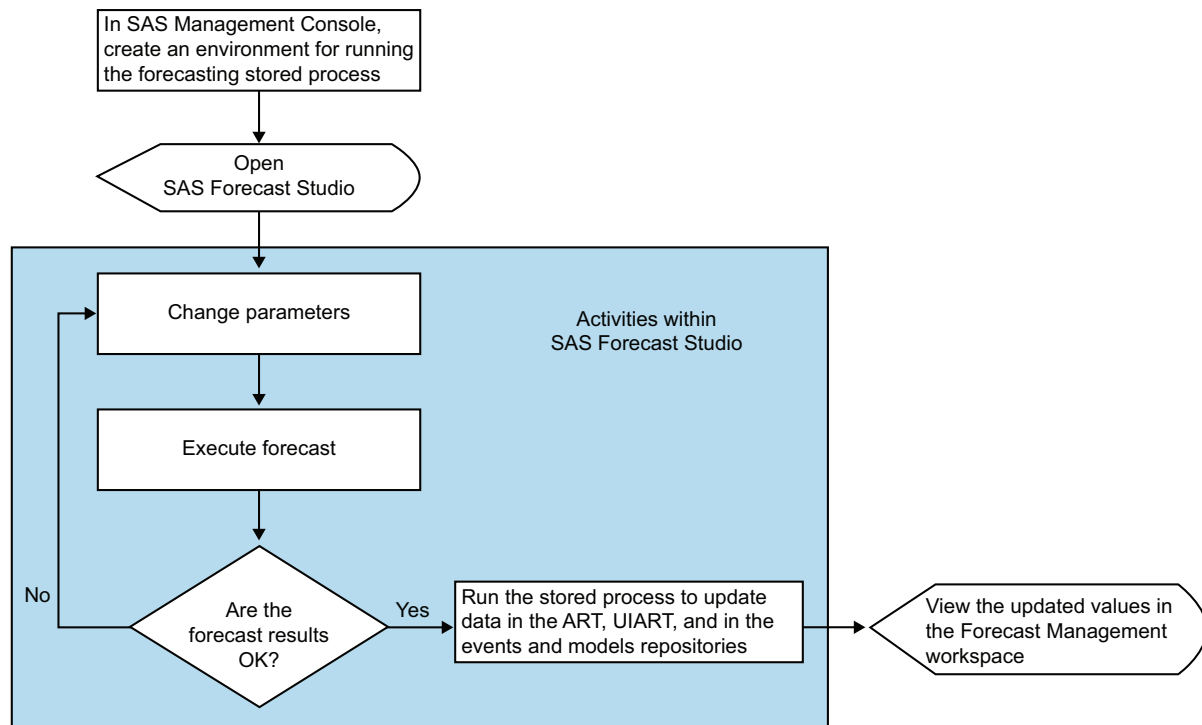 In SAS Management Console,
create an environment for running
the forecasting stored process
Open
SAS Forecast Studio
Change parameters
Activities within
SAS Forecast Studio
Execute forecast
No
Are the
forecast results
OK?
Yes
Run the stored process to update
data in the ART, UIART, and in the
events and models repositories
View the updated values in
the Forecast Management
workspace